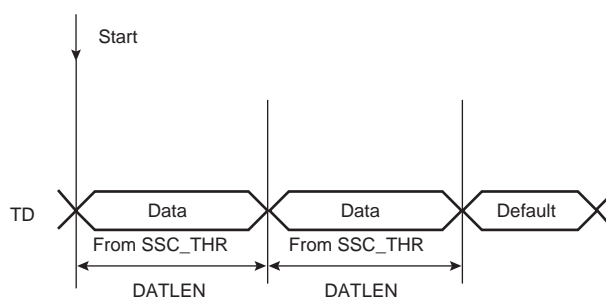 Start
TD
Data
Data
Default
From SSC_THR
From SSC_THR
DATLEN
DATLEN